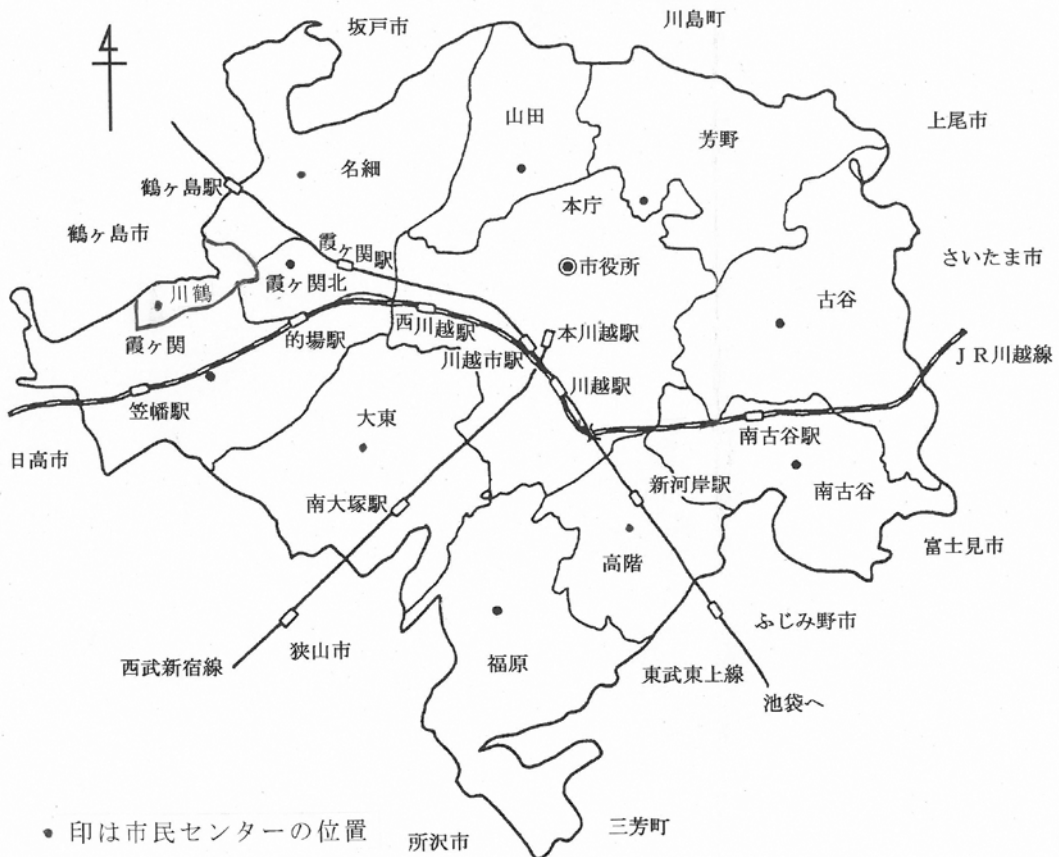 坂戸市
川島町
山田
芳野
上尾市
名細
鶴ヶ島駅
本庁
鶴ヶ島市
霞ヶ関駅
◎市役所
さいたま市
川鶴
霞ヶ関北
古谷
霞ヶ関
的場駅
西川越駅
本川越駅
川越市駅
JR川越線
川越駅
笠幡駅
大東
南古谷駅
日高市
南大塚駅
新河岸駅
南古谷
富士見市
高階
ふじみ野市
狭山市
西武新宿線
福原
東武東上線
池袋へ
三芳町
所沢市
● 印は市民センターの位置